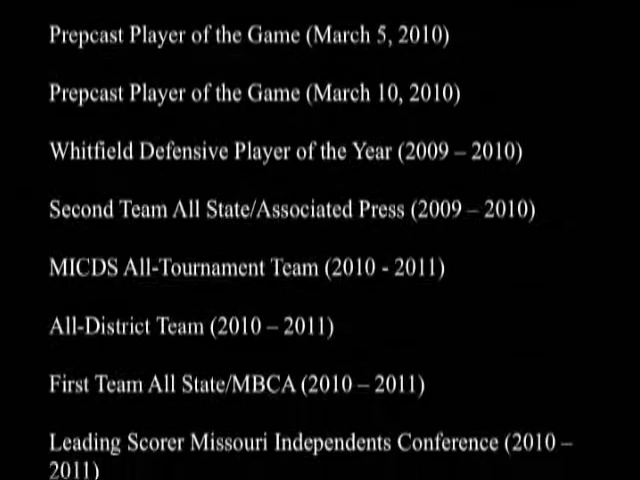 Prepcast Player of the Game (March 5, 2010)
Prepcast Player of the Game (March 10, 2010)
Whitfield Defensive Player of the Year (2009 – 2010)
Second Team All State/Associated Press (2009 – 2010)
MICDS All-Tournament Team (2010 - 2011)
All-District Team (2010 – 2011)
First Team All State/MBCA (2010 – 2011)
Leading Scorer Missouri Independents Conference (2010 –
2011)